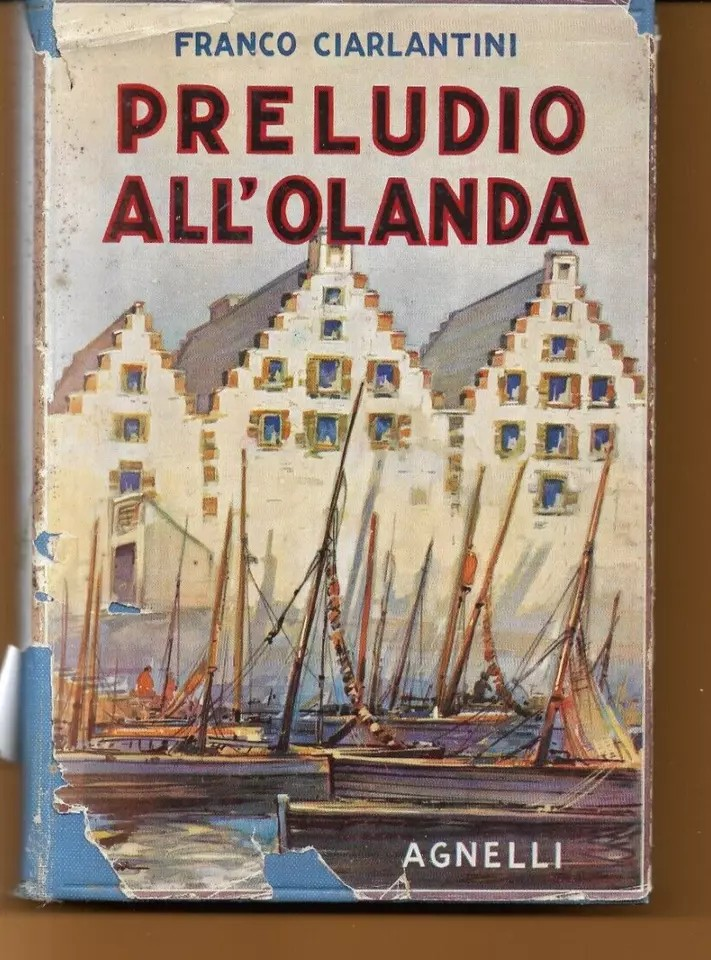 FRANCO CIARLANTINI
PRELUDIO
ALL'OLANDA
AGNELLI